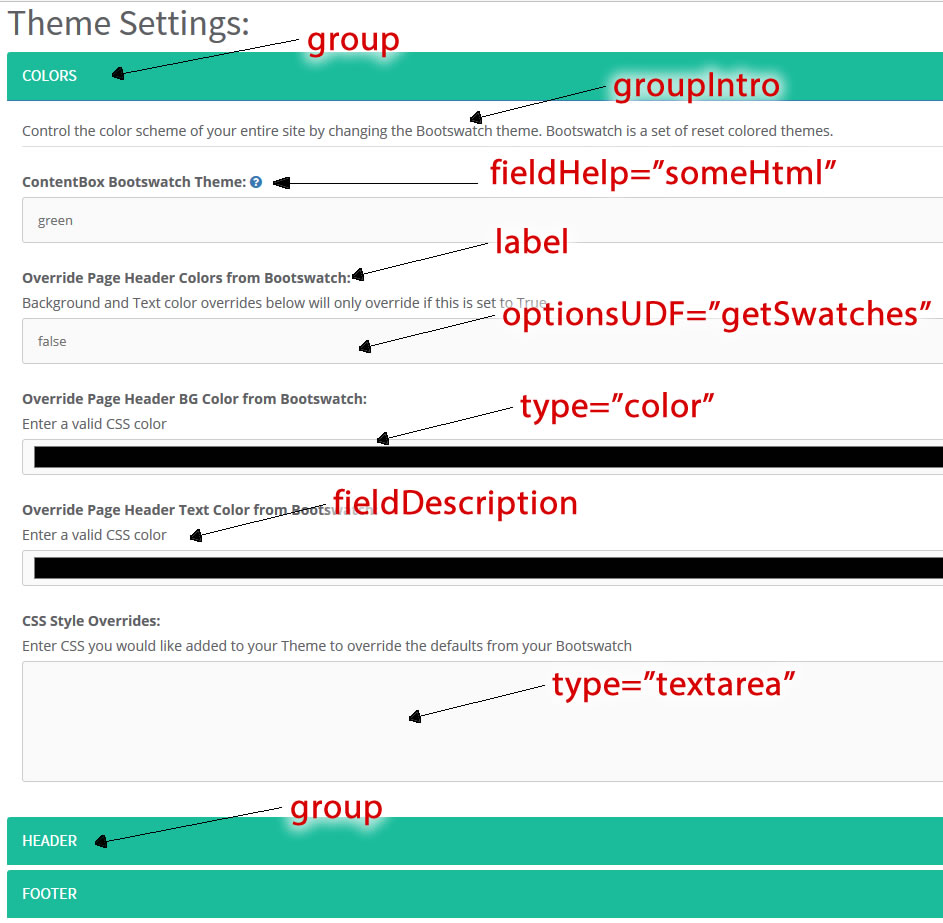 Theme Settings:
group
COLORS
groupIntro
Control the color scheme of your entire site by changing the Bootswatch theme. Bootswatch is a set of reset colored themes.
ContentBox Bootswatch Theme: ?
fieldHelp=”someHtml”
green
label
Override Page Header Colors from Bootswatch:
Background and Text color overrides below will only override if this is set to True
optionsUDF=”getSwatches”
false
Override Page Header BG Color from Bootswatch:
type=”color”
Enter a valid CSS color
Override Page Header Text Color from Bootswatch:
fieldDescription
Enter a valid CSS color
CSS Style Overrides:
Enter CSS you would like added to your Theme to override the defaults from your Bootswatch
type=”textarea”
group
HEADER
FOOTER